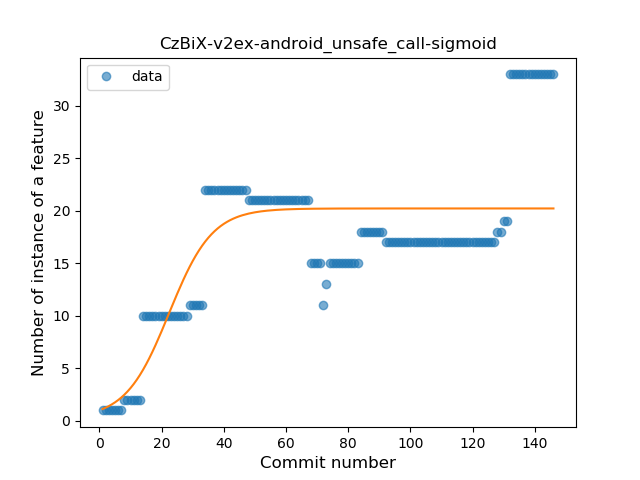 CzBiX-v2ex-android_unsafe_call-sigmoid
data
Number of instance of a feature
30
25
20
15
10
5
0
0 20 40 60 80 100 120 140
Commit number